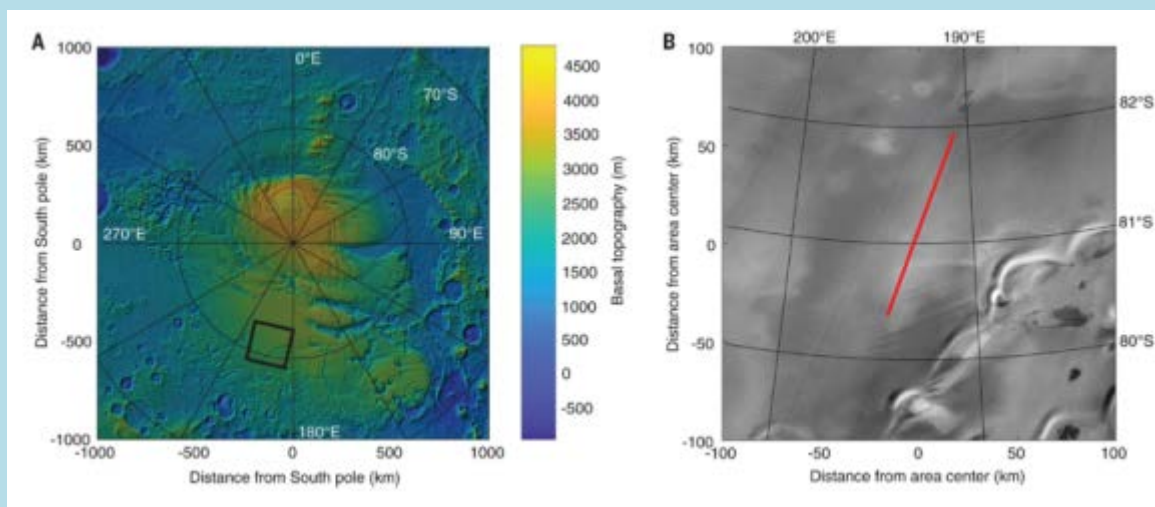 A
1000
500
0
-500
-1000
Distance from South pole (km)
-1000
-500
0
500
1000
Distance from South pole (km)
0°E
70°S
80°S
90°E
270°E
180°E
4500
4000
3500
3000
2500
2000
1500
1000
500
0
-500
Basal topography (m)
B
200°E
190°E
100
50
0
-50
-100
Distance from area center (km)
82°S
81°S
80°S
-100
-50
0
50
100
Distance from area center (km)